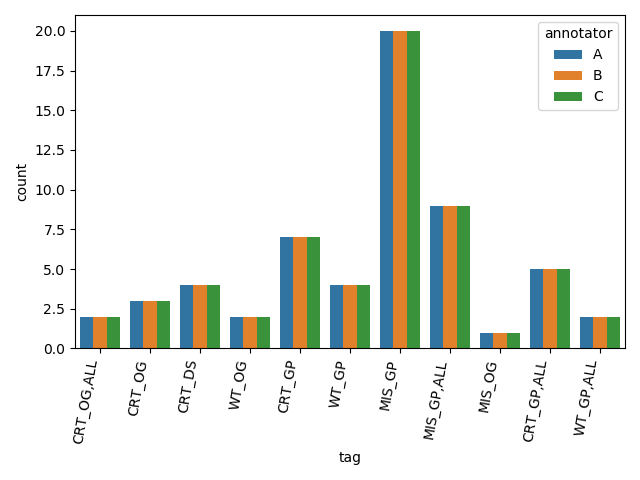 annotator
A
B
C
count
20.0
17.5
15.0
12.5
10.0
7.5
5.0
2.5
0.0
CRT_OG,ALL
CRT_OG
CRT_DS
WT_OG
CRT_GP
WT_GP
MIS_GP
MIS_GP,ALL
MIS_OG
CRT_GP,ALL
WT_GP,ALL
tag